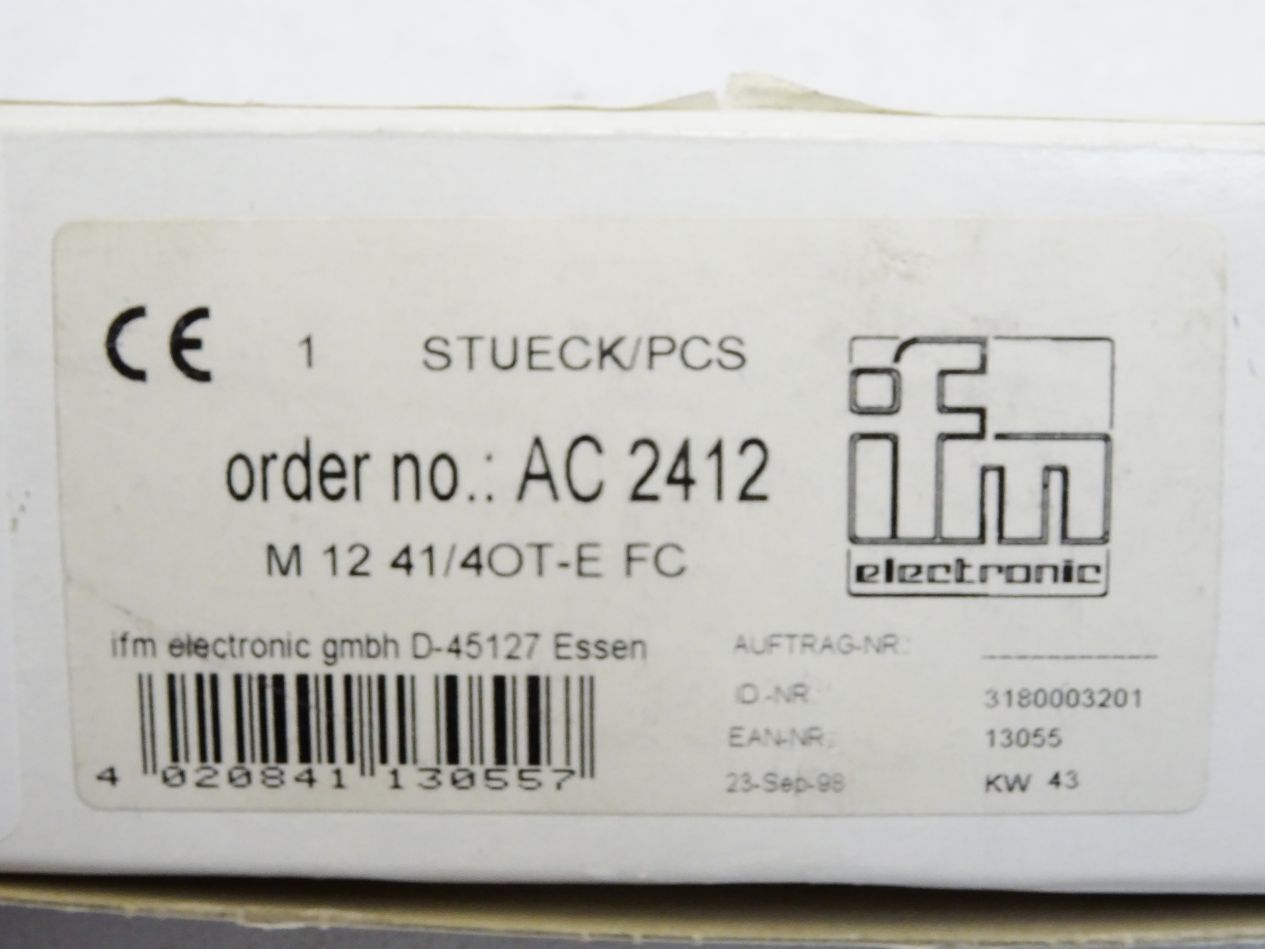 CE 1 STUECK/PCS
ifm
electronic
order no.: AC 2412
M 12 41/4OT-E FC
ifm electronic gmbh D-45127 Essen
4 020841 130557
AUFTRAG-NR.: ___________
ID.-NR. 3180003201
EAN-NR. 13055
23-Sep-98 KW 43